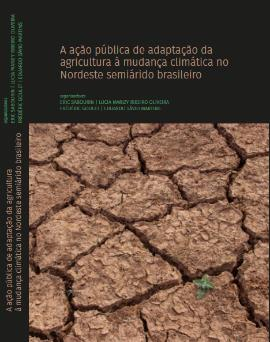 A ação pública de adaptação da
agricultura à mudança climática no
Nordeste semiárido brasileiro
organizadores
ERIC SABOURIN | LUCIA MARIZY RIBEIRO OLIVEIRA
FRÉDÉRIC GOULET | EDUARDO SÁVIO MARTINS
organizadores
ERIC SABOURIN | LUCIA MARIZY RIBEIRO OLIVEIRA
FRÉDÉRIC GOULET | EDUARDO SÁVIO MARTINS
A ação pública de adaptação da agricultura
à mudança climática no Nordeste semiárido brasileiro